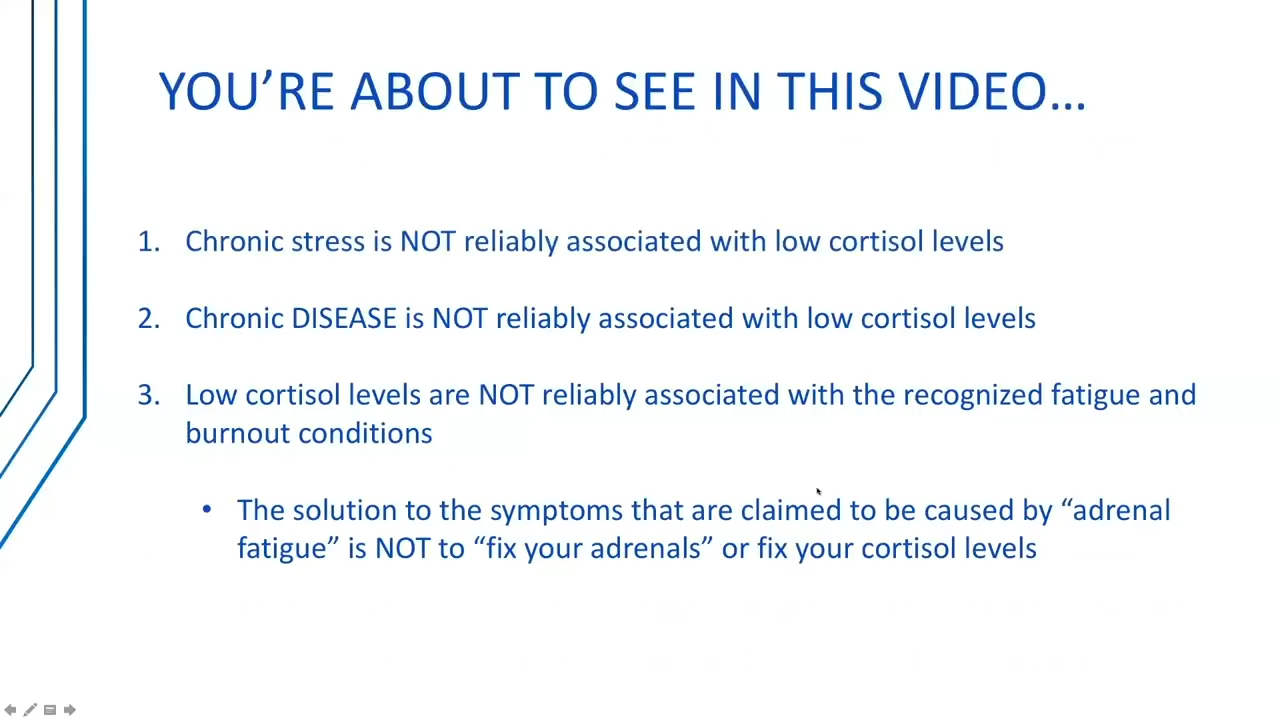 YOU’RE ABOUT TO SEE IN THIS VIDEO…
1. Chronic stress is NOT reliably associated with low cortisol levels
2. Chronic DISEASE is NOT reliably associated with low cortisol levels
3. Low cortisol levels are NOT reliably associated with the recognized fatigue and
burnout conditions
• The solution to the symptoms that are claimed to be caused by “adrenal
fatigue” is NOT to “fix your adrenals” or fix your cortisol levels